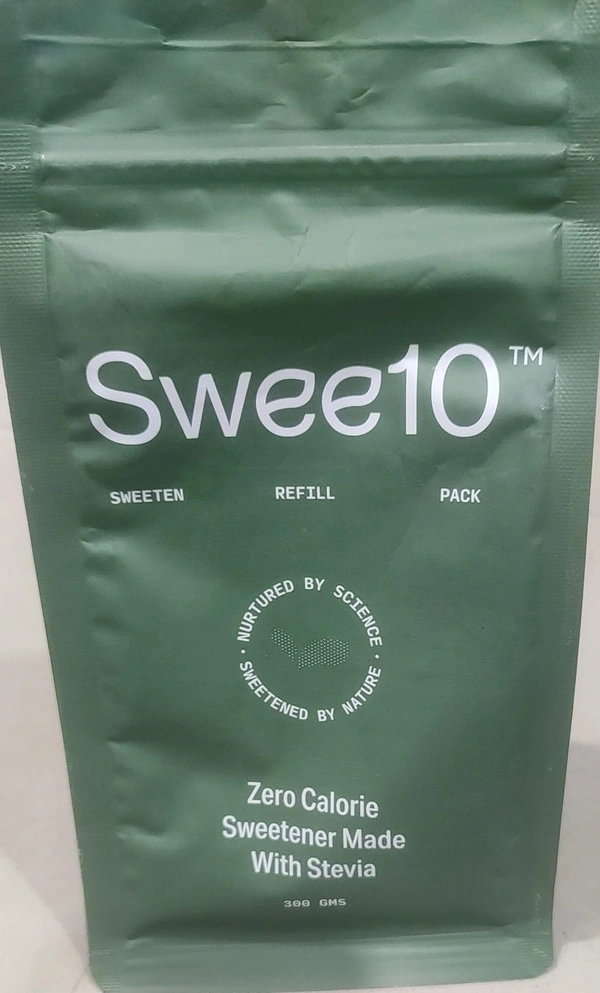 Swee10™
SWEETEN REFILL PACK
· NURTURED BY SCIENCE ·
SWEETENED BY NATURE
Zero Calorie
Sweetener Made
With Stevia
300 GMS